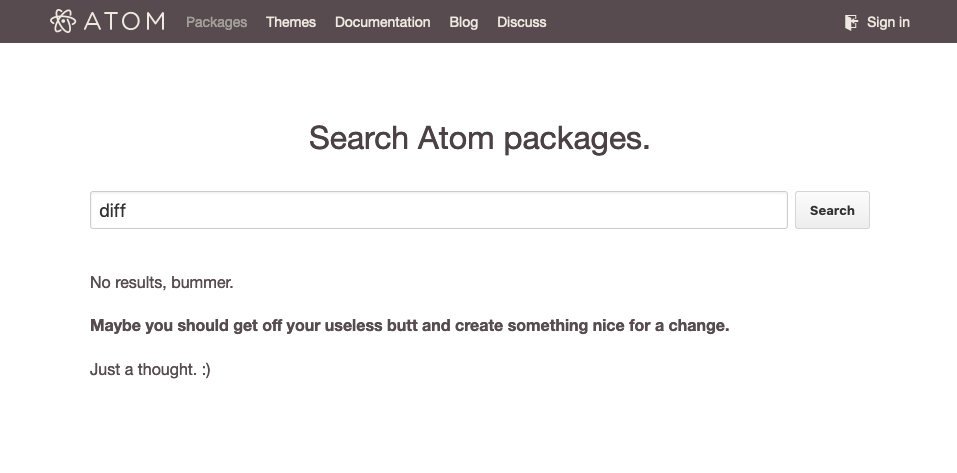 ATOM Packages Themes Documentation Blog Discuss Sign in
Search Atom packages.
diff Search
No results, bummer.
Maybe you should get off your useless butt and create something nice for a change.
Just a thought. :)